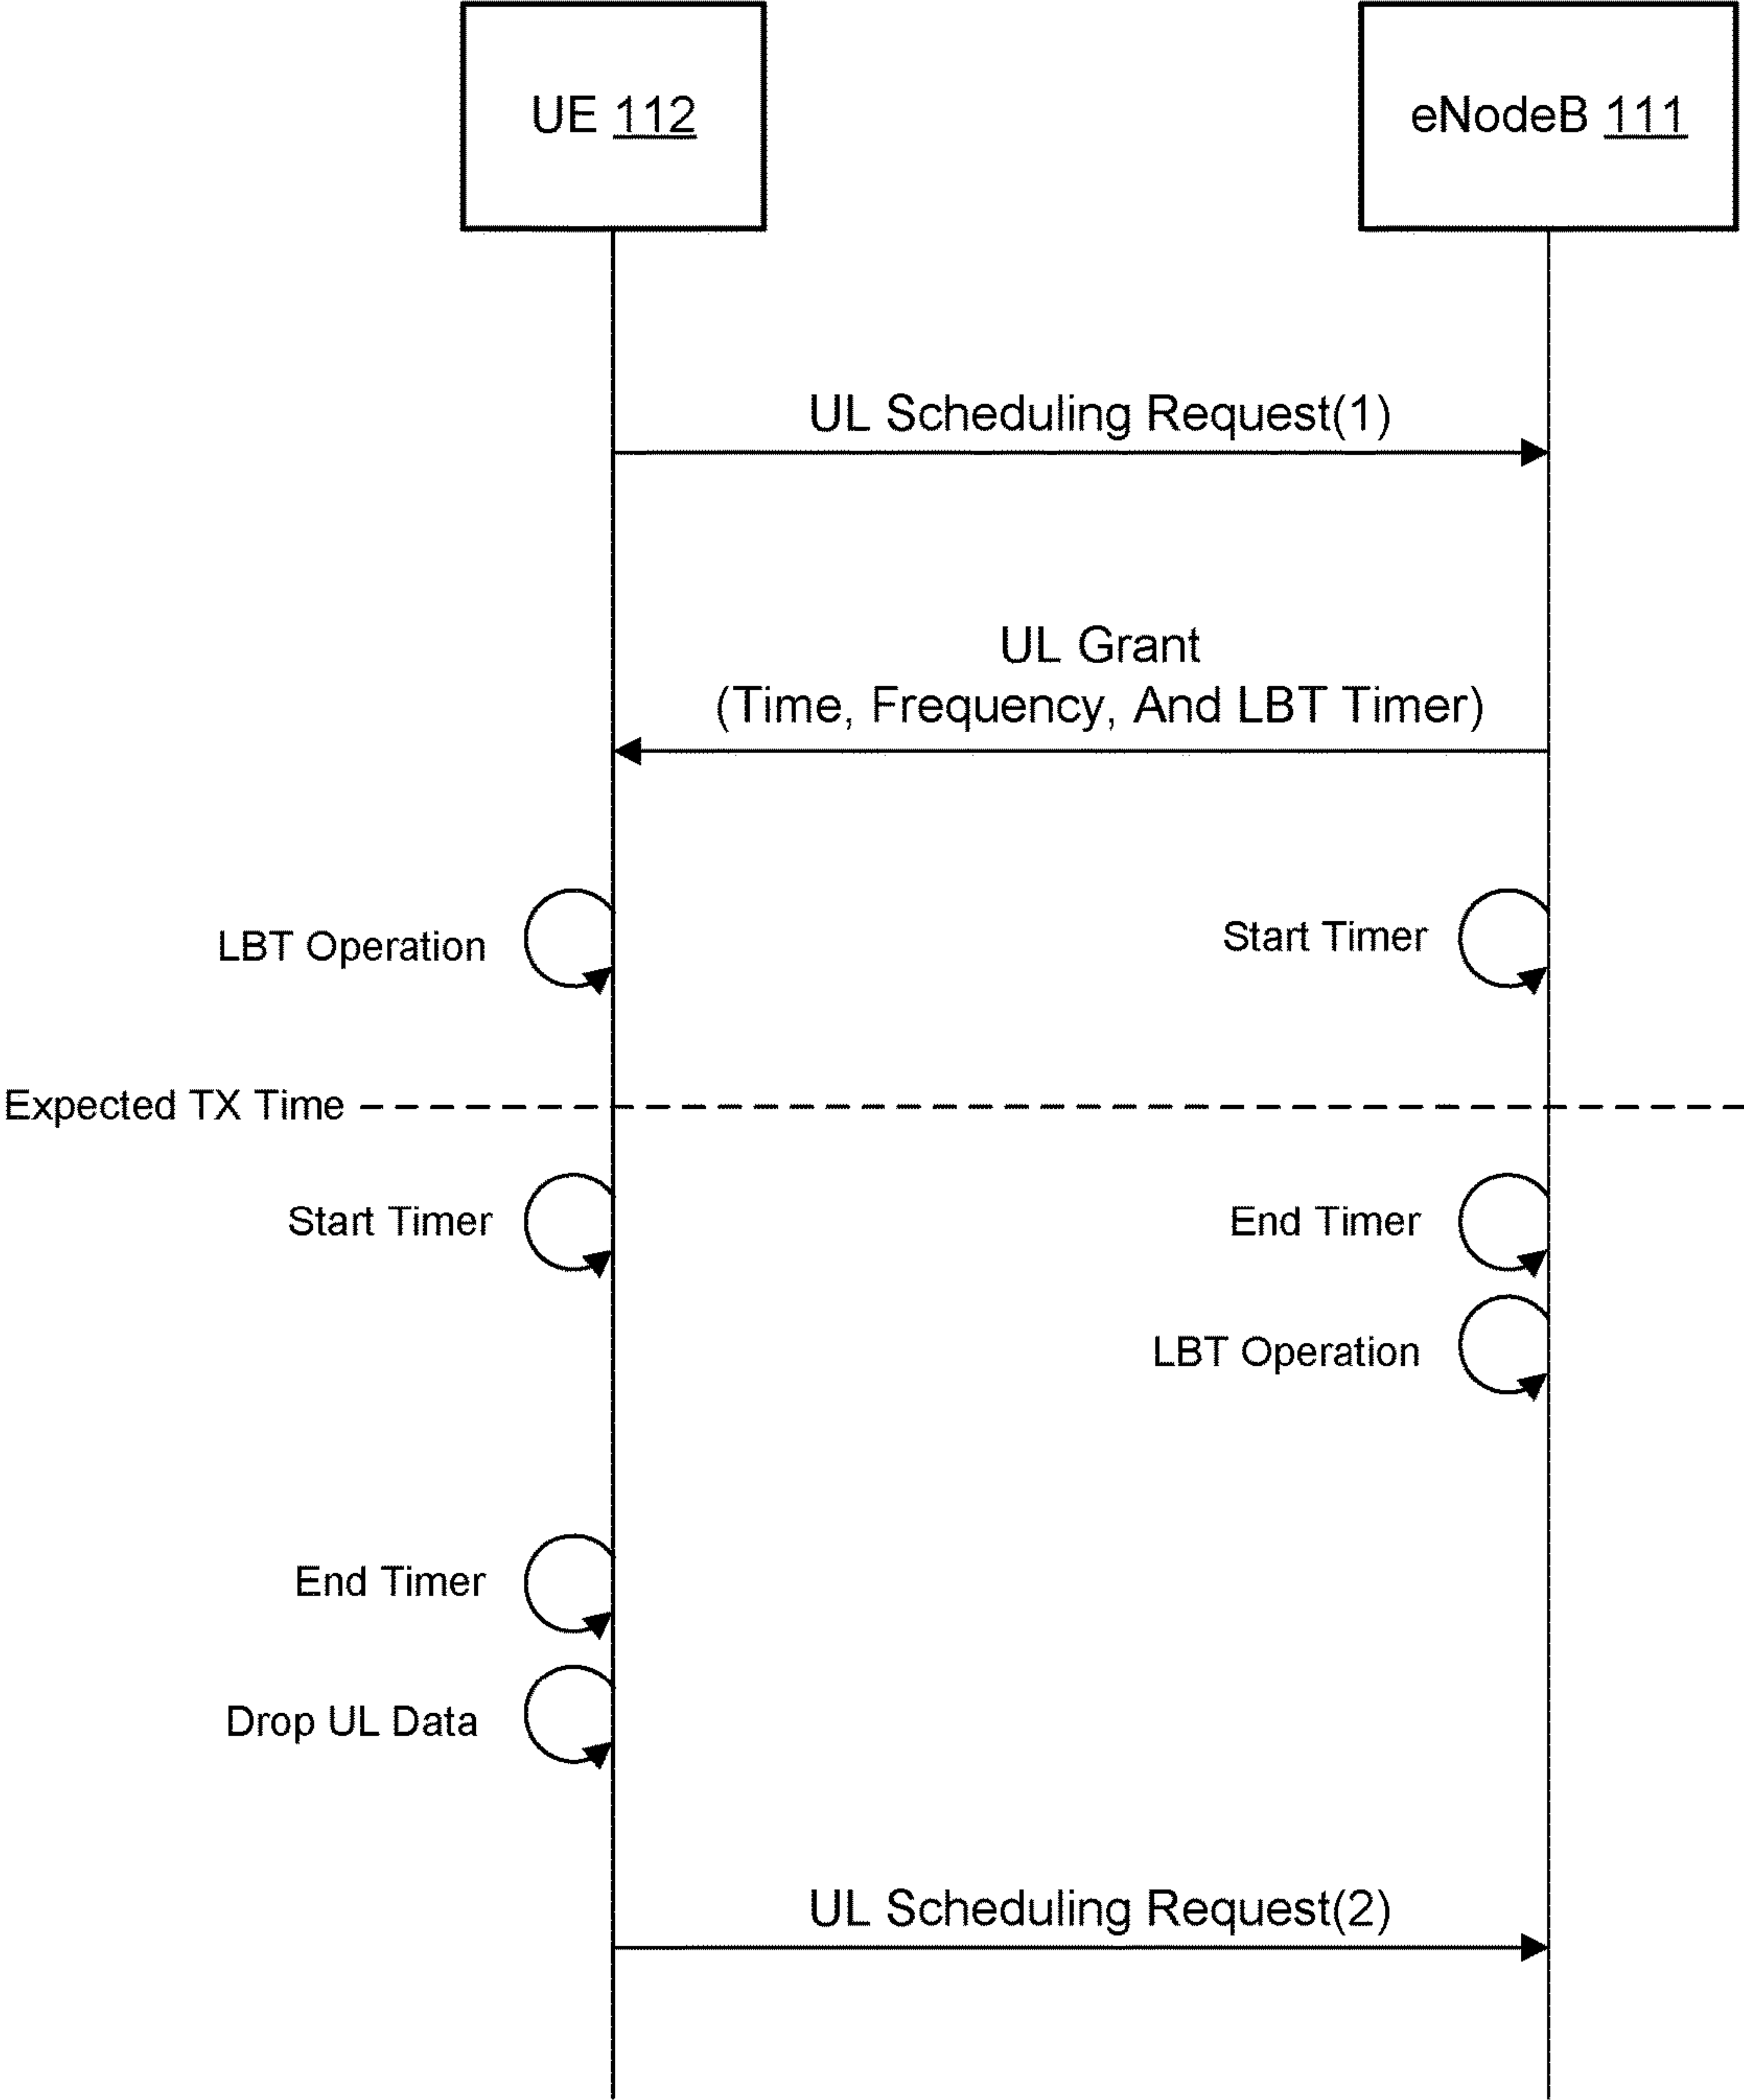 UE 112
eNodeB 111
UL Scheduling Request(1)
UL Grant
(Time, Frequency, And LBT Timer)
LBT Operation
Start Timer
Expected TX Time
Start Timer
End Timer
LBT Operation
End Timer
Drop UL Data
UL Scheduling Request(2)